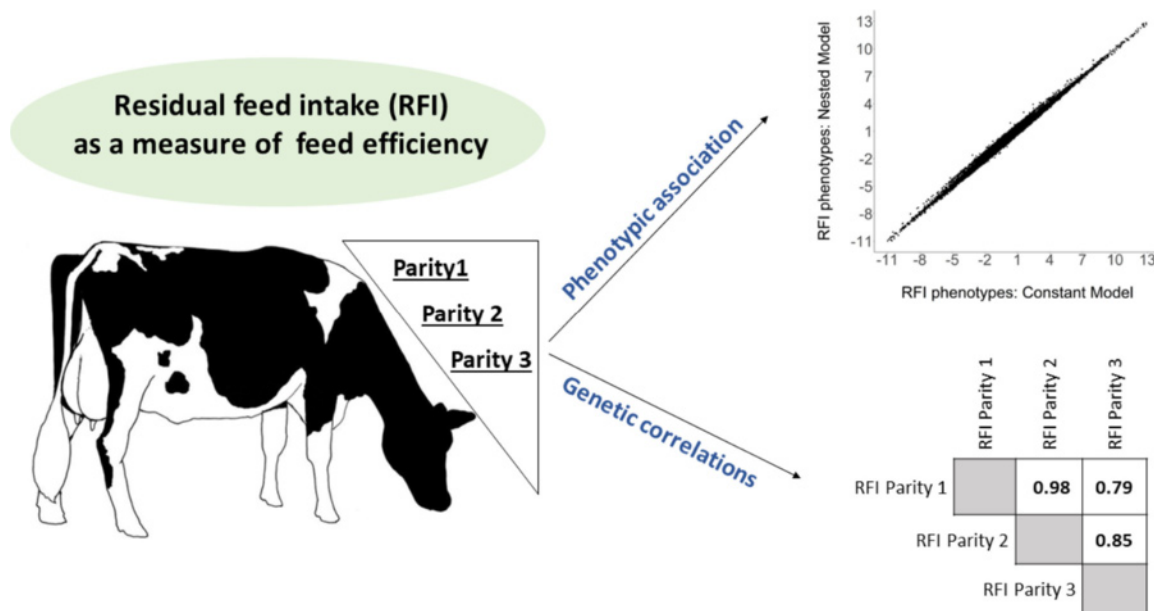 Residual feed intake (RFI)
as a measure of feed efficiency
Parity1
Parity 2
Parity 3
Phenotypic association
Genetic correlations
RFI phenotypes: Nested Model
13
10
7
4
1
-2
-5
-8
-11
-11 -8 -5 -2 1 4 7 10 13
RFI phenotypes: Constant Model
RFI Parity 1
RFI Parity 2
RFI Parity 3
RFI Parity 1 0.98 0.79
RFI Parity 2 0.85
RFI Parity 3